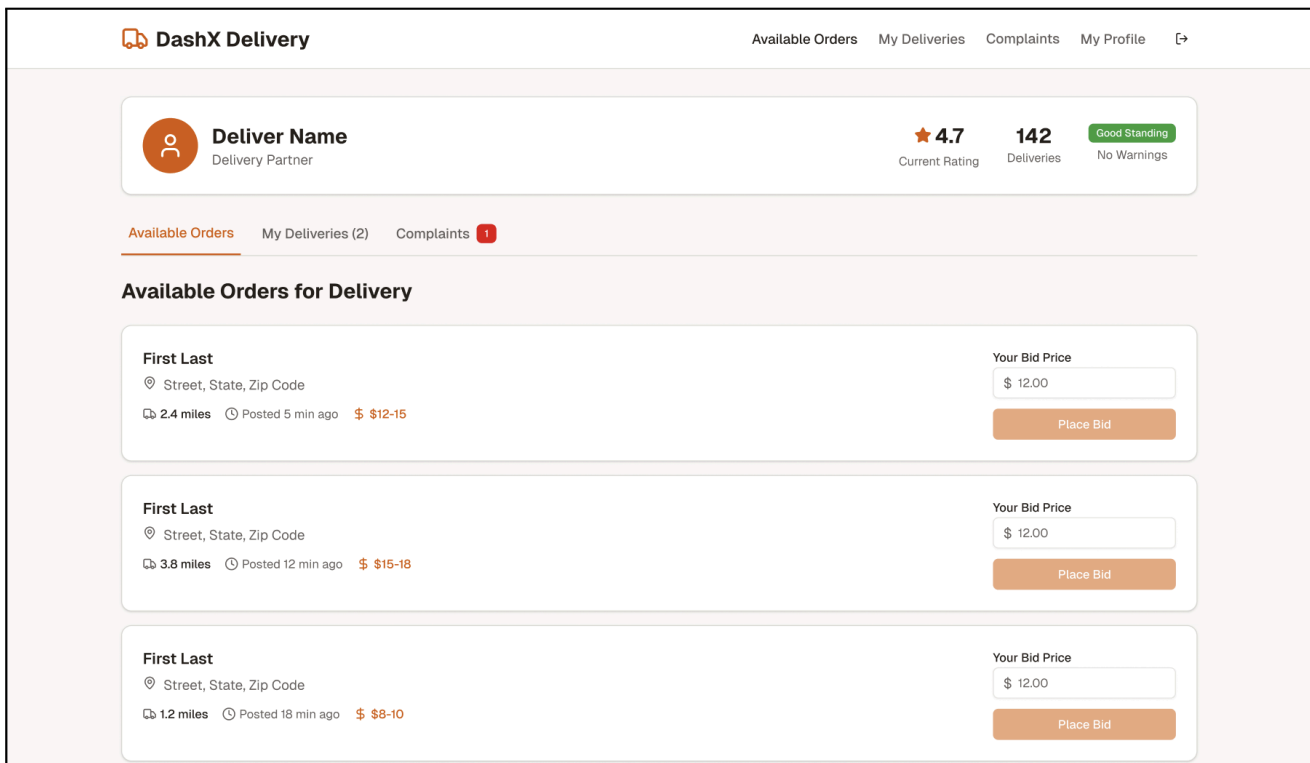 DashX Delivery
Available Orders My Deliveries Complaints My Profile
Deliver Name
Delivery Partner
4.7
Current Rating
142
Deliveries
Good Standing
No Warnings
Available Orders My Deliveries (2) Complaints 1
Available Orders for Delivery
First Last
Street, State, Zip Code
2.4 miles Posted 5 min ago $ $12-15
Your Bid Price
$ 12.00
Place Bid
First Last
Street, State, Zip Code
3.8 miles Posted 12 min ago $ $15-18
Your Bid Price
$ 12.00
Place Bid
First Last
Street, State, Zip Code
1.2 miles Posted 18 min ago $ $8-10
Your Bid Price
$ 12.00
Place Bid